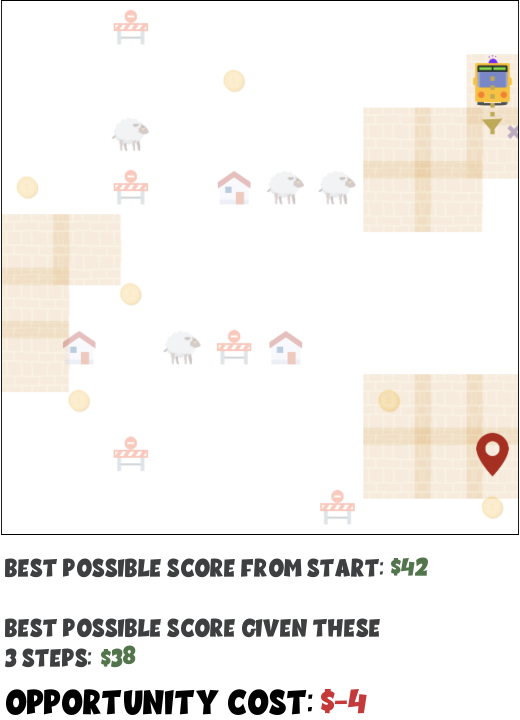 BEST POSSIBLE SCORE FROM START: $42
BEST POSSIBLE SCORE GIVEN THESE
3 STEPS: $38
OPPORTUNITY COST: $-4